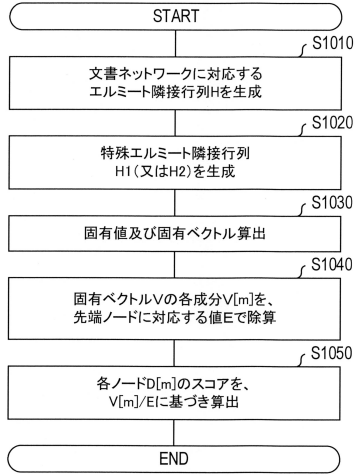 START
S1010
文書ネットワークに対応する
エルミート隣接行列Hを生成
S1020
特殊エルミート隣接行列
H1(又はH2)を生成
S1030
固有値及び固有ベクトル算出
S1040
固有ベクトルVの各成分V[m]を、
先端ノードに対応する値Eで除算
S1050
各ノードD[m]のスコアを、
V[m]/Eに基づき算出
END